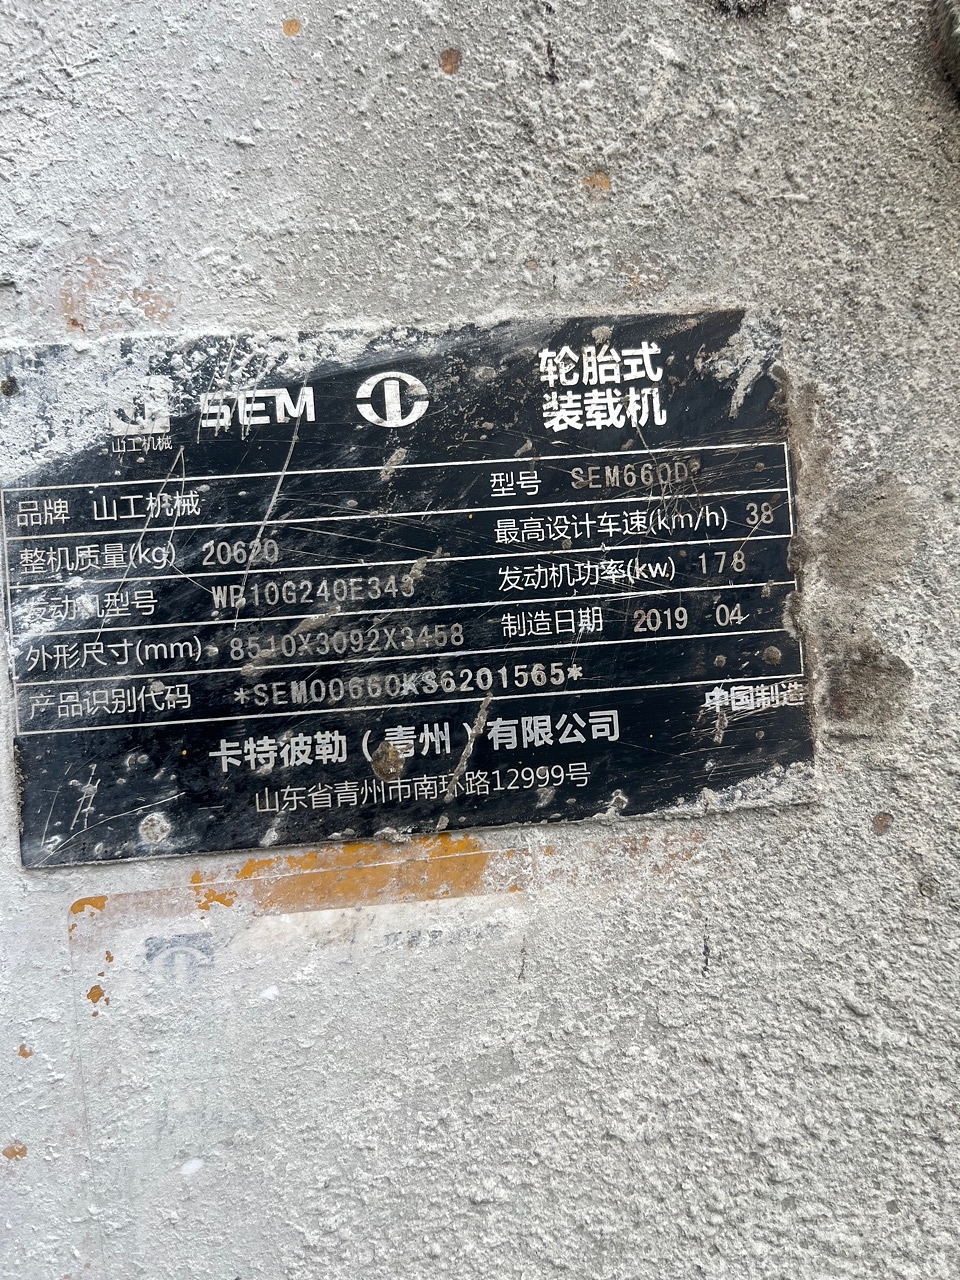 SEM
山工机械
轮胎式
装载机
品牌 山工机械
型号 SEM660D
整机质量(kg) 20620
最高设计车速(km/h) 38
发动机型号 WP10G240E343
发动机功率(kw) 178
外形尺寸(mm) 8510X3092X3458
制造日期 2019 04
产品识别代码 *SEM00660KS6201565*
中国制造
卡特彼勒（青州）有限公司
山东省青州市南环路12999号